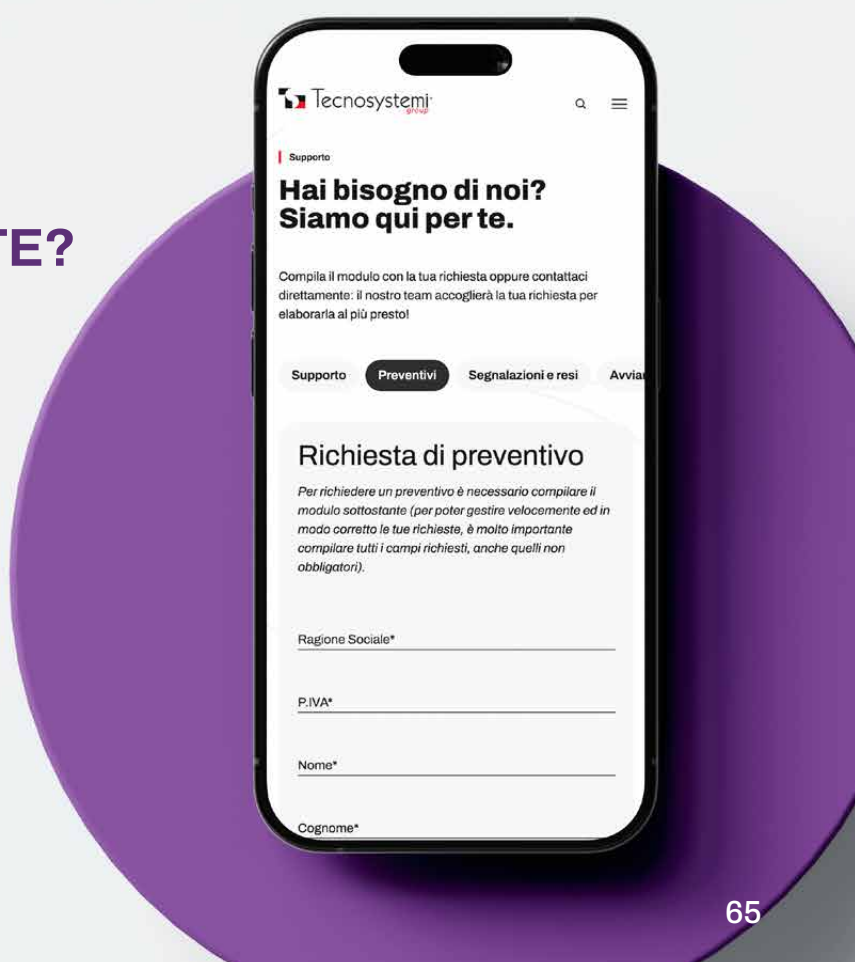 TE?
Tecnosystemi
group
Supporto
Hai bisogno di noi?
Siamo qui per te.
Compila il modulo con la tua richiesta oppure contattaci
direttamente: il nostro team accoglierà la tua richiesta per
elaborarla al più presto!
Supporto Preventivi Segnalazioni e resi Avviar
Richiesta di preventivo
Per richiedere un preventivo è necessario compilare il
modulo sottostante (per poter gestire velocemente ed in
modo corretto le tue richieste, è molto importante
compilare tutti i campi richiesti, anche quelli non
obbligatori).
Ragione Sociale*
P.IVA*
Nome*
Cognome*
65